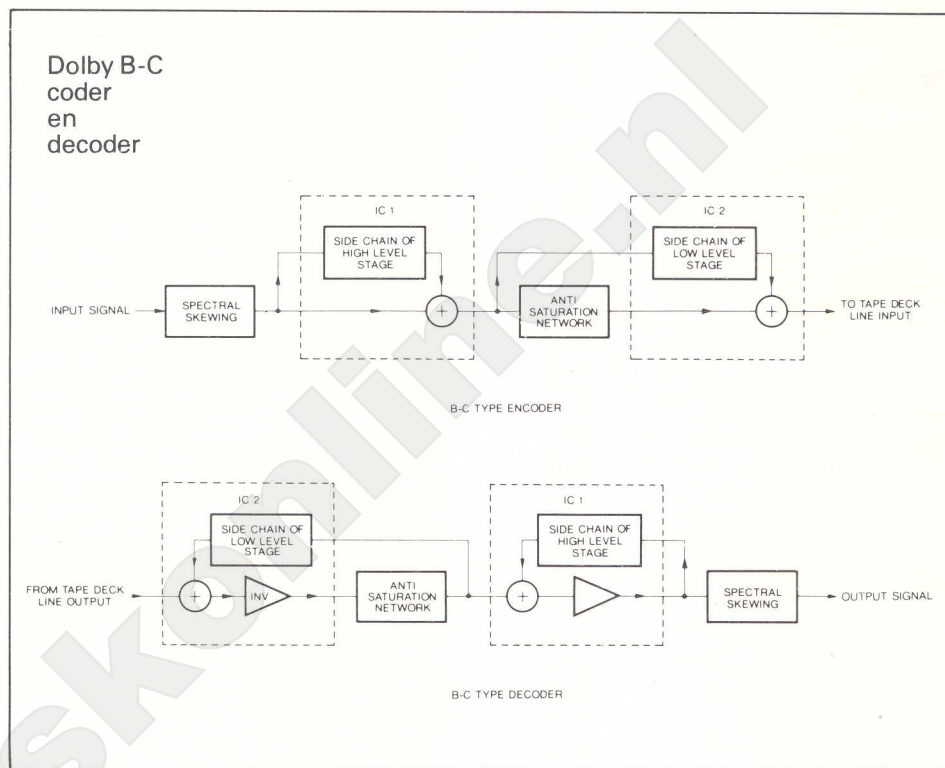 Dolby B-C
coder
en
decoder
IC 1
SIDE CHAIN OF
HIGH LEVEL
STAGE
INPUT SIGNAL
SPECTRAL
SKEWING
+
ANTI
SATURATION
NETWORK
IC 2
SIDE CHAIN OF
LOW LEVEL
STAGE
+
TO TAPE DECK
LINE INPUT
B-C TYPE ENCODER
IC 2
SIDE CHAIN OF
LOW LEVEL
STAGE
FROM TAPE DECK
LINE OUTPUT
+
INV
ANTI
SATURATION
NETWORK
IC 1
SIDE CHAIN OF
HIGH LEVEL
STAGE
+
SPECTRAL
SKEWING
OUTPUT SIGNAL
B-C TYPE DECODER
skonline.nl